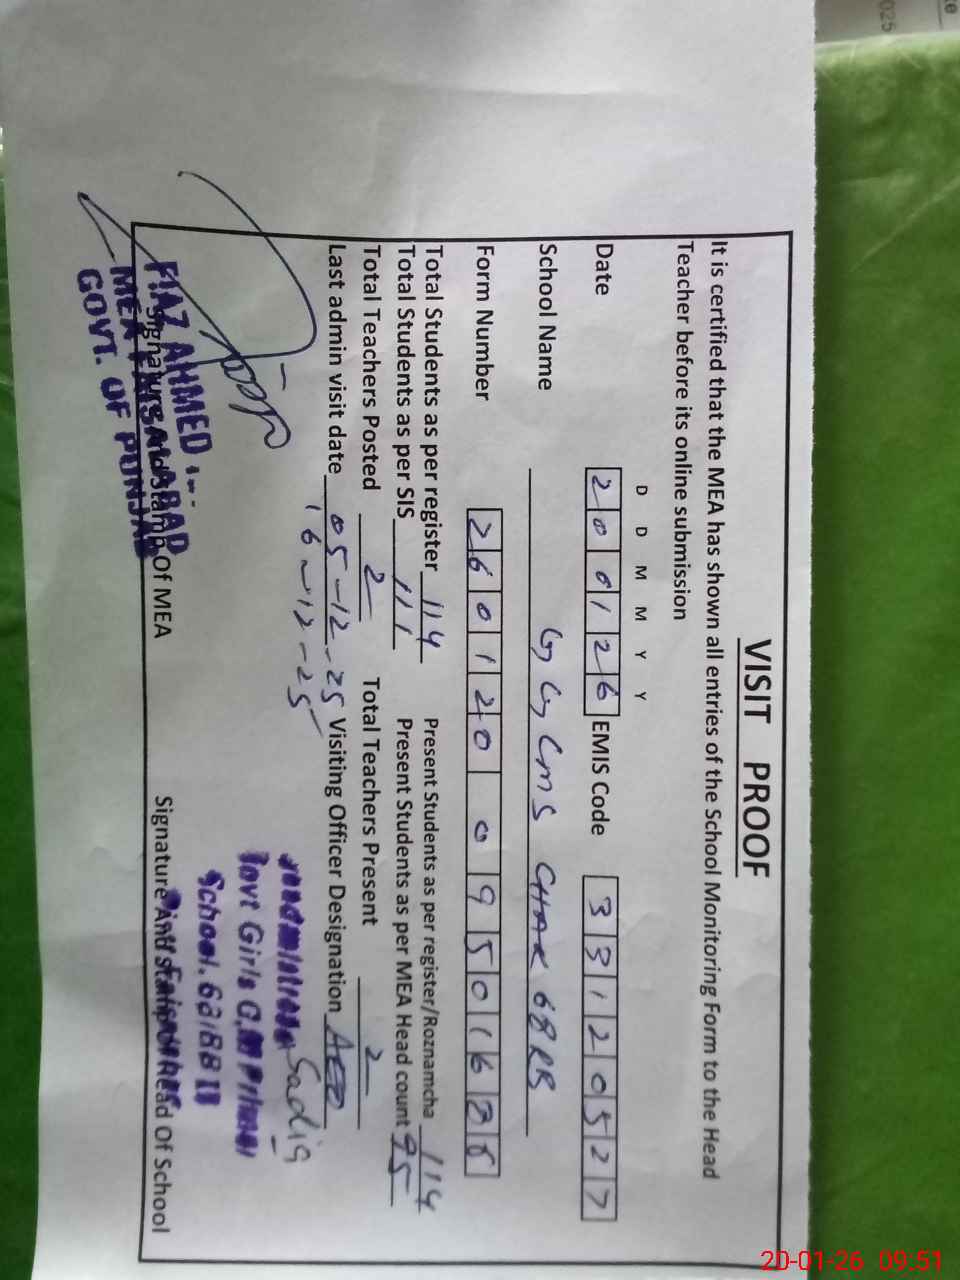 VISIT PROOF
It is certified that the MEA has shown all entries of the School Monitoring Form to the Head
Teacher before its online submission
D D M M Y Y
Date 2 0 0 1 2 6 EMIS Code 3 3 1 2 0 5 2 7
School Name GGCMS CHAK 68 RB
Form Number 2 6 0 1 2 0 0 9 5 0 1 6 8 8
Total Students as per register 114 Present Students as per register/Roznamcha 114
Total Students as per SIS 111 Present Students as per MEA Head count 95
Total Teachers Posted 2 Total Teachers Present 2
Last admin visit date 05-12-25 Visiting Officer Designation AEO
16-12-25
Sadia
Govt Girls
School.
AHMED
MEA
GOVT. OF PUNJAB
Signature And Stamp of MEA Signature And Stamp Head Of School
025
20-01-26 09:51